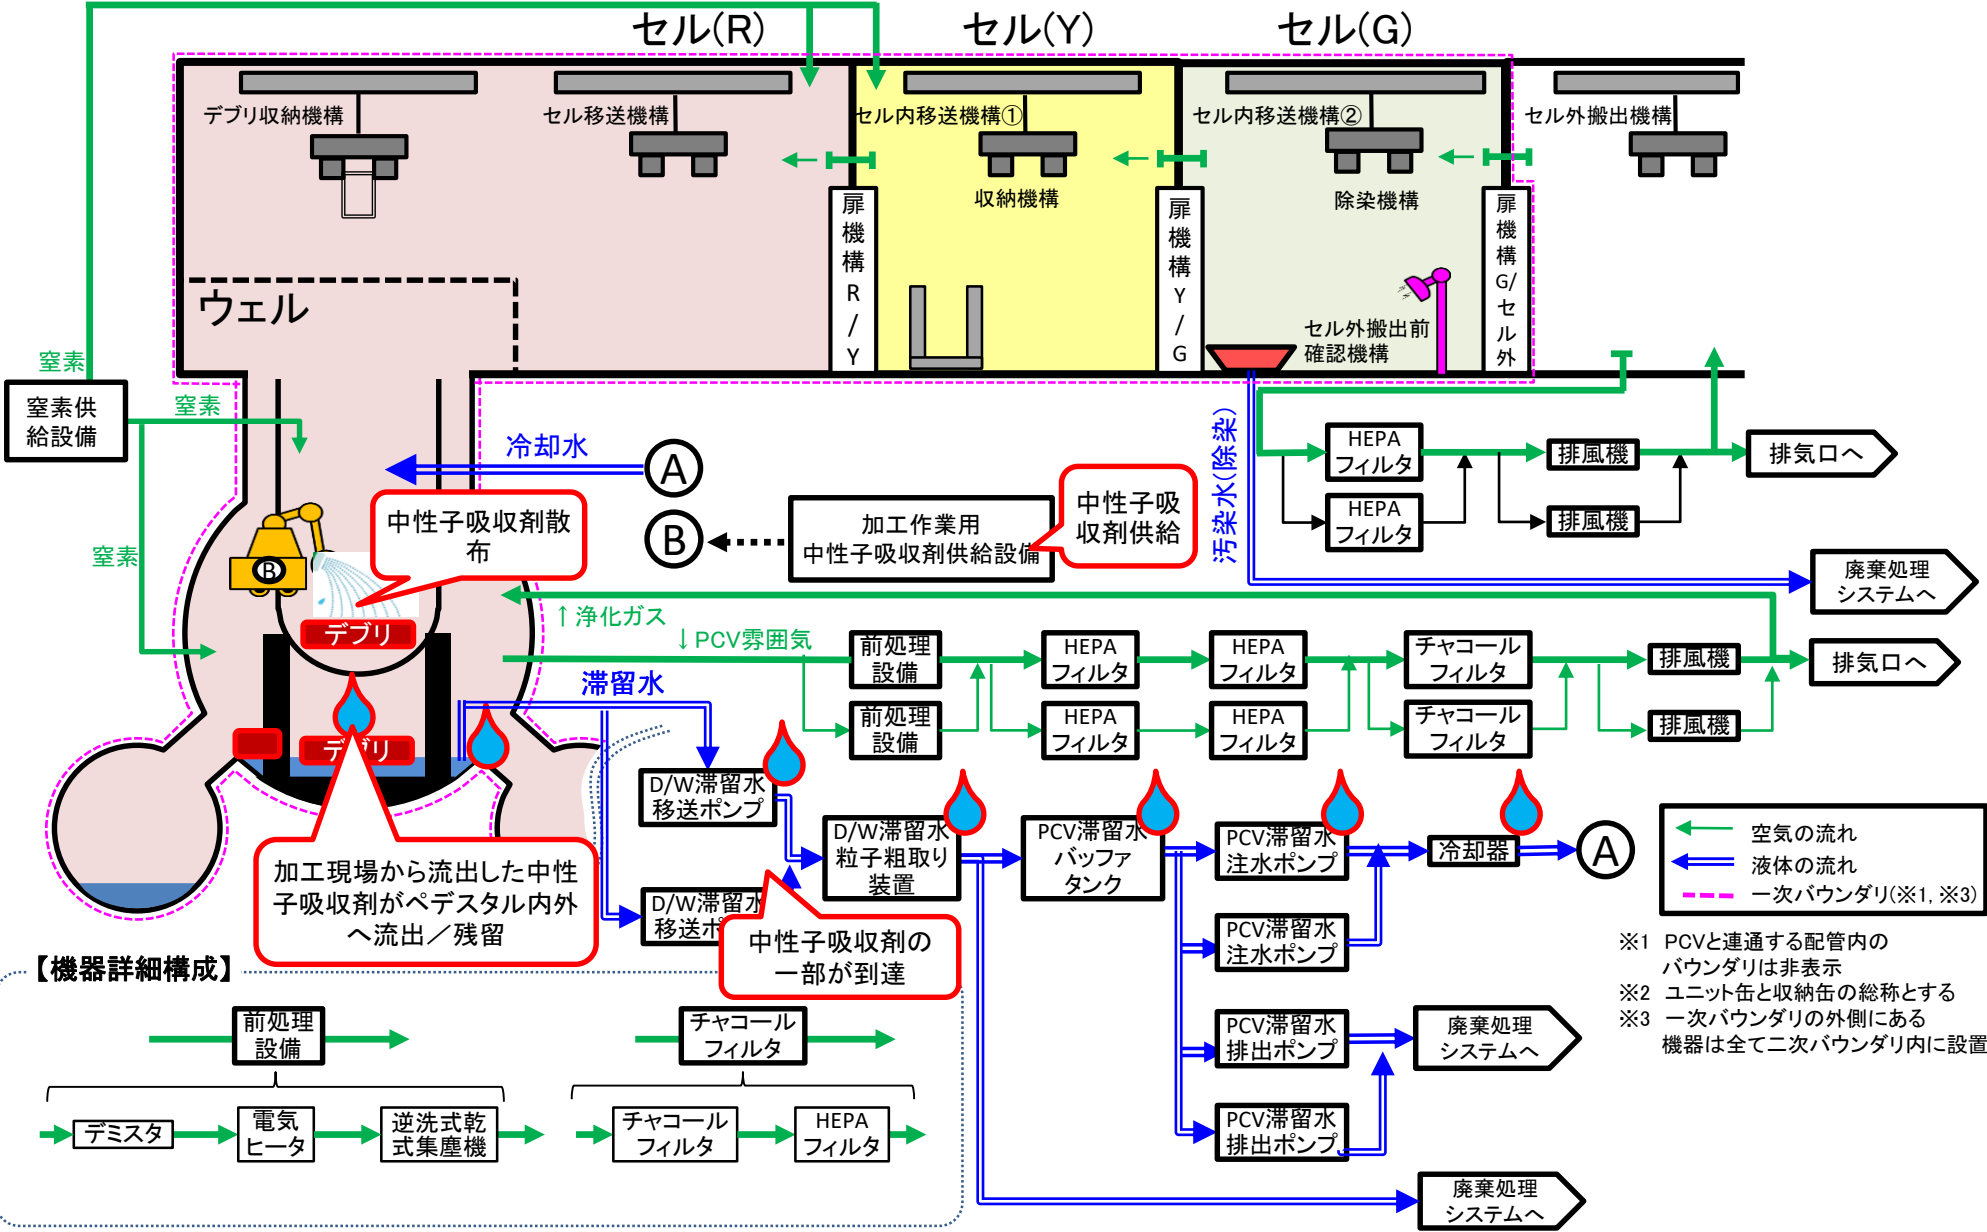 セル(R)
セル(Y)
セル(G)
デブリ収納機構
セル移送機構
セル内移送機構①
セル内移送機構②
セル外搬出機構
収納機構
除染機構
扉機構R/Y
扉機構Y/G
扉機構G/セル外
ウェル
セル外搬出前
確認機構
窒素
窒素供
給設備
窒素
窒素
冷却水
A
B
加工作業用
中性子吸収剤供給設備
中性子吸
収剤供給
中性子吸収剤散
布
B
デブリ
汚染水(除染)
HEPA
フィルタ
排風機
排気口へ
HEPA
フィルタ
排風機
廃棄処理
システムへ
↑浄化ガス
↓PCV雰囲気
前処理
設備
HEPA
フィルタ
HEPA
フィルタ
チャコール
フィルタ
排風機
排気口へ
前処理
設備
HEPA
フィルタ
HEPA
フィルタ
チャコール
フィルタ
排風機
滞留水
デブリ
D/W滞留水
移送ポンプ
D/W滞留水
粒子粗取り
装置
PCV滞留水
バッファ
タンク
PCV滞留水
注水ポンプ
冷却器
A
D/W滞留水
移送ポ
PCV滞留水
注水ポンプ
加工現場から流出した中性
子吸収剤がペデスタル内外
へ流出／残留
中性子吸収剤の
一部が到達
PCV滞留水
排出ポンプ
廃棄処理
システムへ
PCV滞留水
排出ポンプ
廃棄処理
システムへ
空気の流れ
液体の流れ
一次バウンダリ(※1,※3)
※1 PCVと連通する配管内の
バウンダリは非表示
※2 ユニット缶と収納缶の総称とする
※3 一次バウンダリの外側にある
機器は全て二次バウンダリ内に設置
【機器詳細構成】
前処理
設備
チャコール
フィルタ
デミスタ
電気
ヒータ
逆洗式乾
式集塵機
チャコール
フィルタ
HEPA
フィルタ